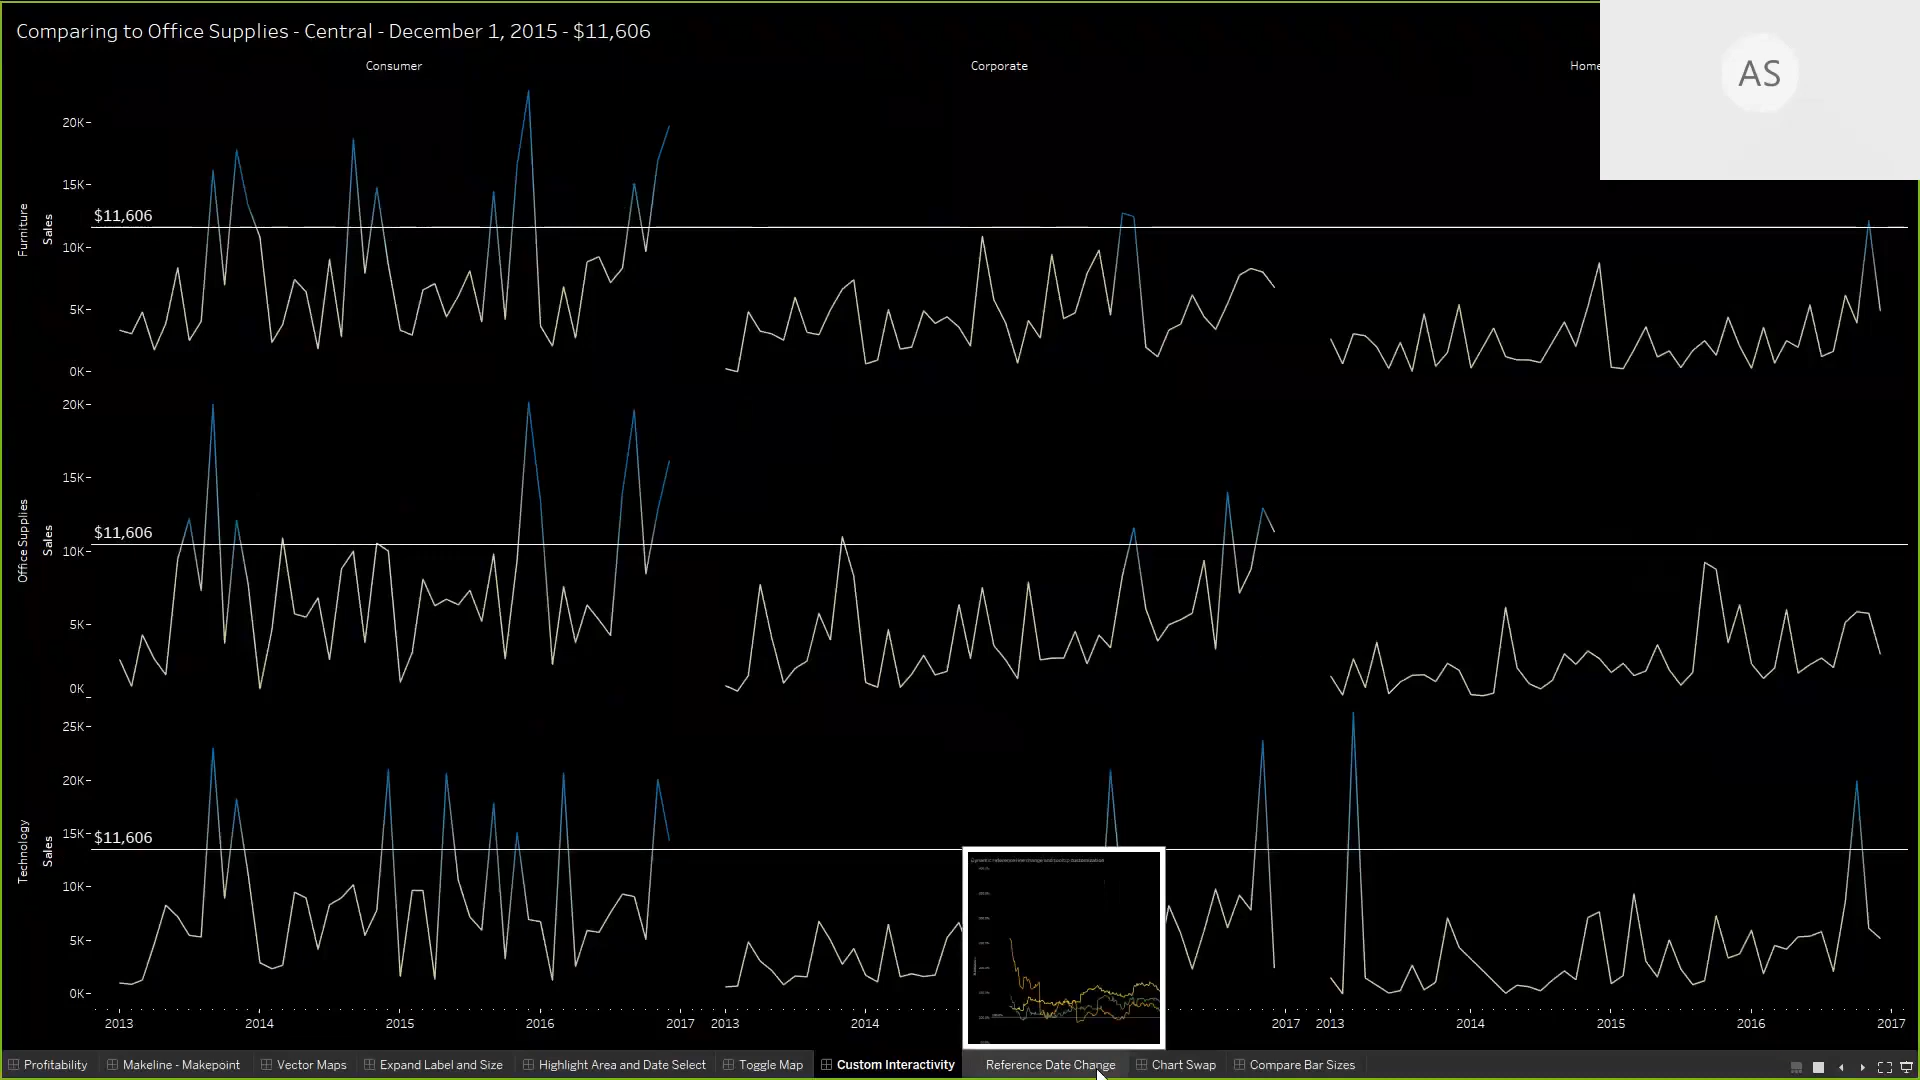 Comparing to Office Supplies - Central - December 1, 2015 - $11,606
AS
Consumer
Corporate
Home
Furniture
Sales
20K
15K
$11,606
10K
5K
0K
Office Supplies
Sales
20K
15K
$11,606
10K
5K
0K
Technology
Sales
25K
20K
15K
$11,606
10K
5K
0K
2013 2014 2015 2016 2017 2013 2014 2017 2013 2014 2015 2016 2017
Profitability Makeline - Makepoint Vector Maps Expand Label and Size Highlight Area and Date Select Toggle Map Custom Interactivity Reference Date Change Chart Swap Compare Bar Sizes